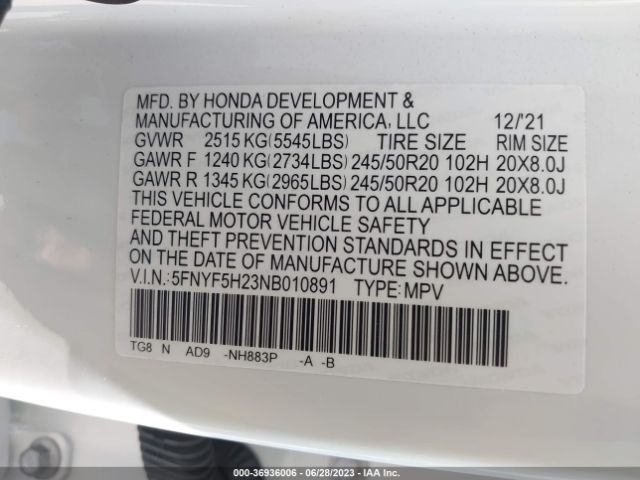 MFD. BY HONDA DEVELOPMENT &
MANUFACTURING OF AMERICA, LLC 12/'21
GVWR 2515 KG(5545LBS) TIRE SIZE RIM SIZE
GAWR F 1240 KG(2734LBS) 245/50R20 102H 20X8.0J
GAWR R 1345 KG(2965LBS) 245/50R20 102H 20X8.0J
THIS VEHICLE CONFORMS TO ALL APPLICABLE
FEDERAL MOTOR VEHICLE SAFETY
AND THEFT PREVENTION STANDARDS IN EFFECT
ON THE DATE OF MANUFACTURE SHOWN ABOVE.
V.I.N.:5FNYF5H23NB010891 TYPE:MPV
TG8 N AD9 -NH883P -A -B
000-36936006 - 06/28/2023 - IAA, Inc.